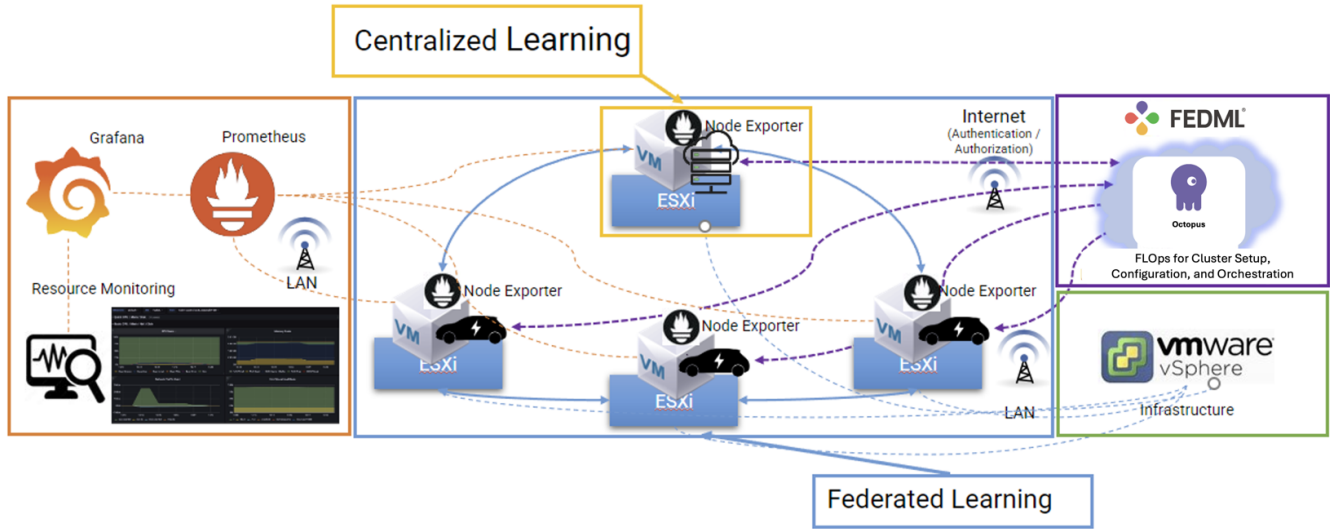 Centralized Learning
Grafana
Prometheus
LAN
Resource Monitoring
Node Exporter
VM
ESXi
Node Exporter
VM
ESXi
Node Exporter
VM
ESXi
Node Exporter
VM
ESXi
Internet
(Authentication /
Authorization)
LAN
FEDML®
Octopus
FLOps for Cluster Setup,
Configuration, and Orchestration
vmware®
vSphere
Infrastructure
Federated Learning